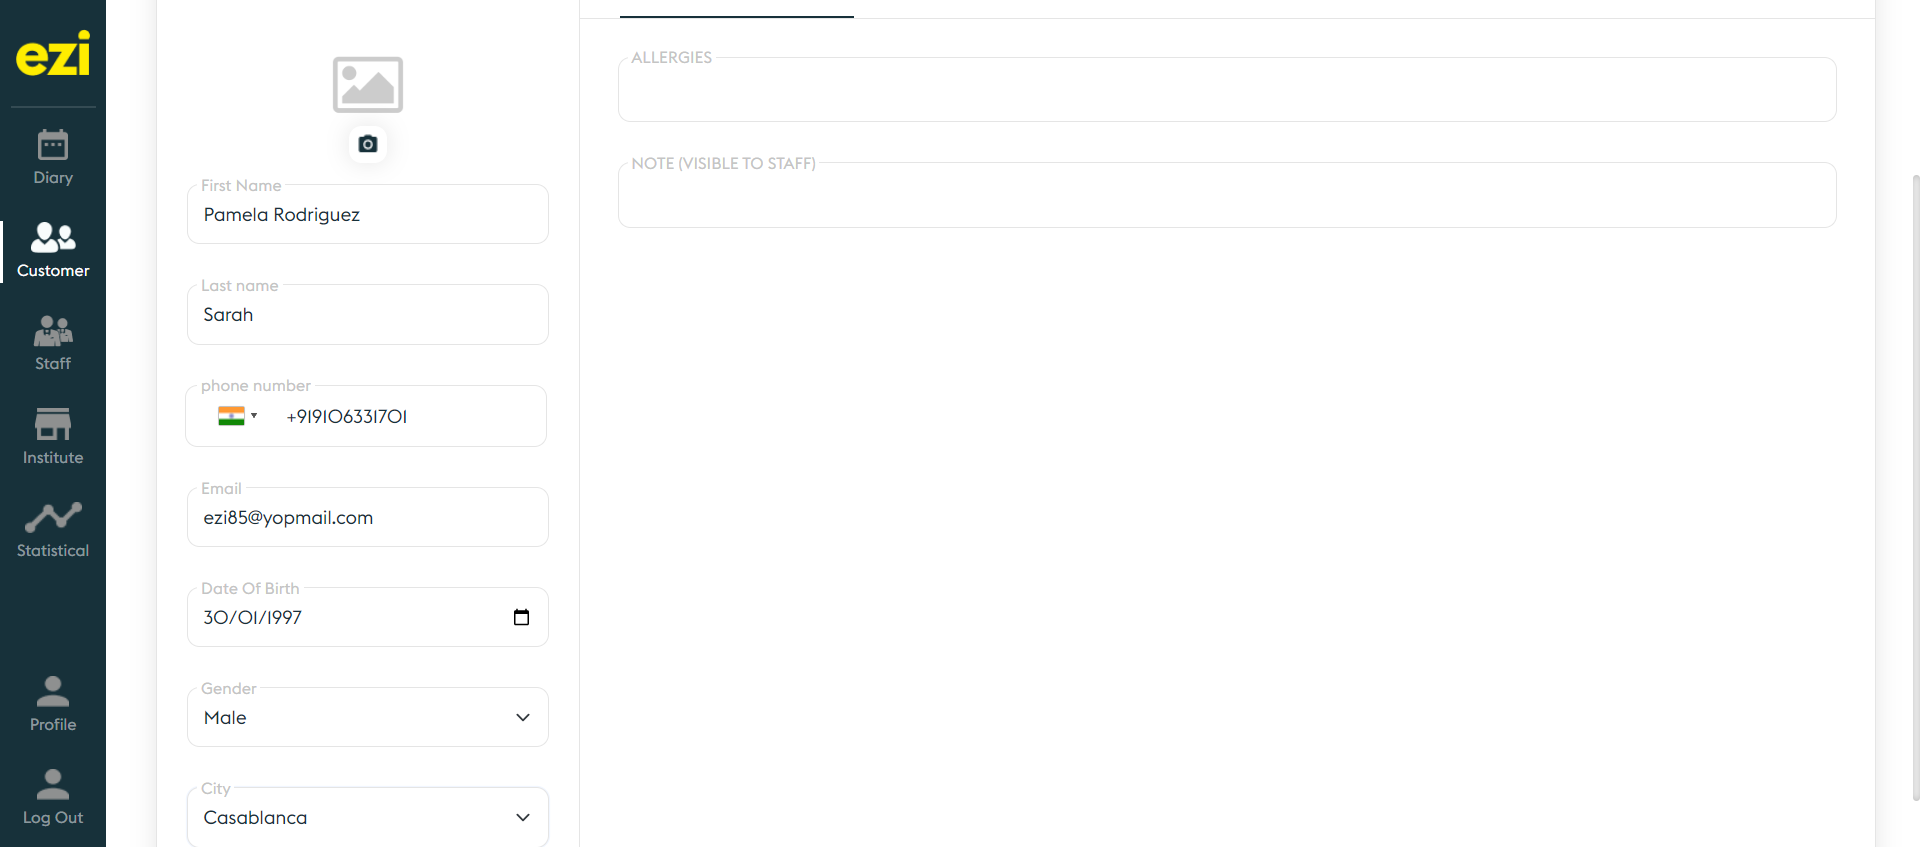 ezi
Diary
Customer
Staff
Institute
Statistical
Profile
Log Out
First Name
Pamela Rodriguez
Last name
Sarah
phone number
+919106331701
Email
ezi85@yopmail.com
Date Of Birth
30/01/1997
Gender
Male
City
Casablanca
ALLERGIES
NOTE (VISIBLE TO STAFF)